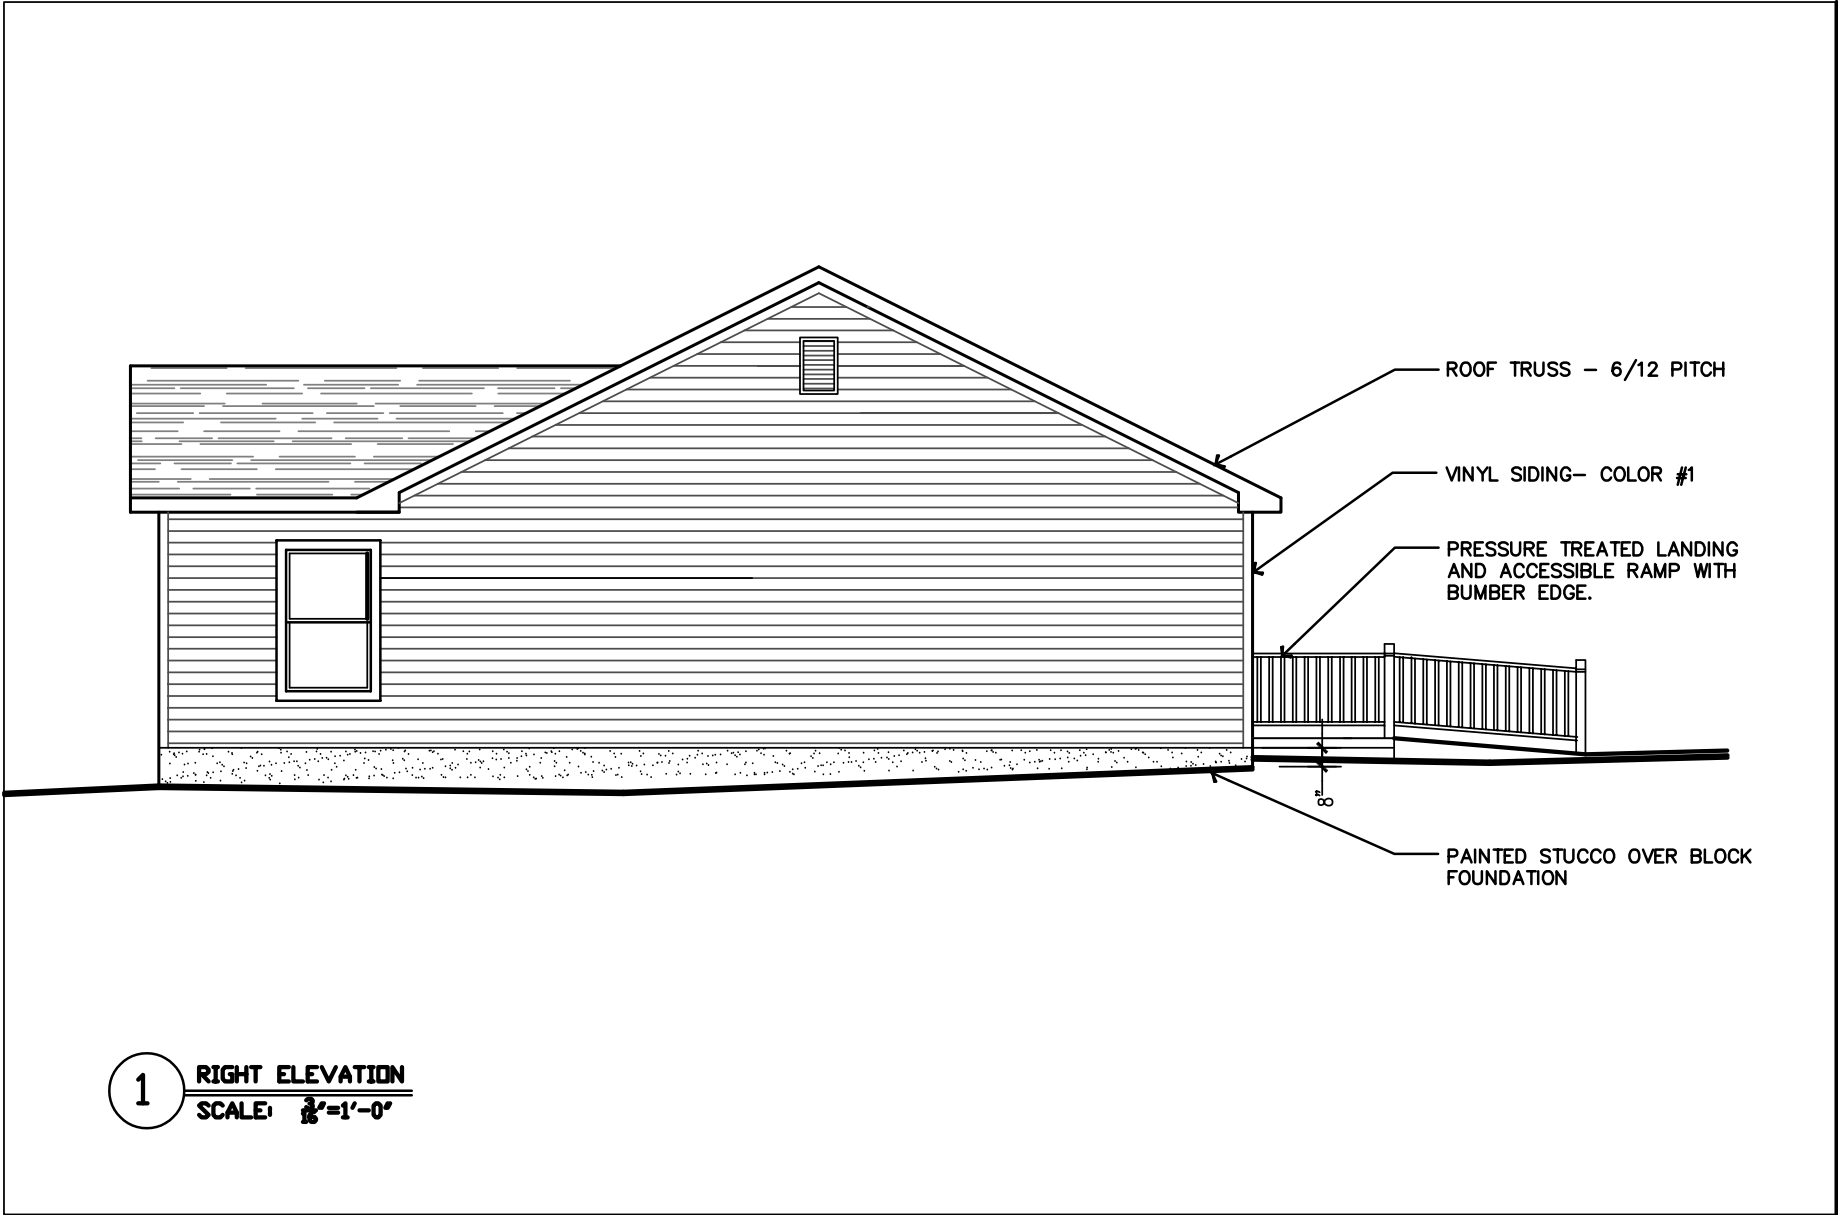 ROOF TRUSS - 6/12 PITCH
VINYL SIDING- COLOR #1
PRESSURE TREATED LANDING
AND ACCESSIBLE RAMP WITH
BUMBER EDGE.
8"
PAINTED STUCCO OVER BLOCK
FOUNDATION
1
RIGHT ELEVATION
SCALE: 3/16"=1'-0"